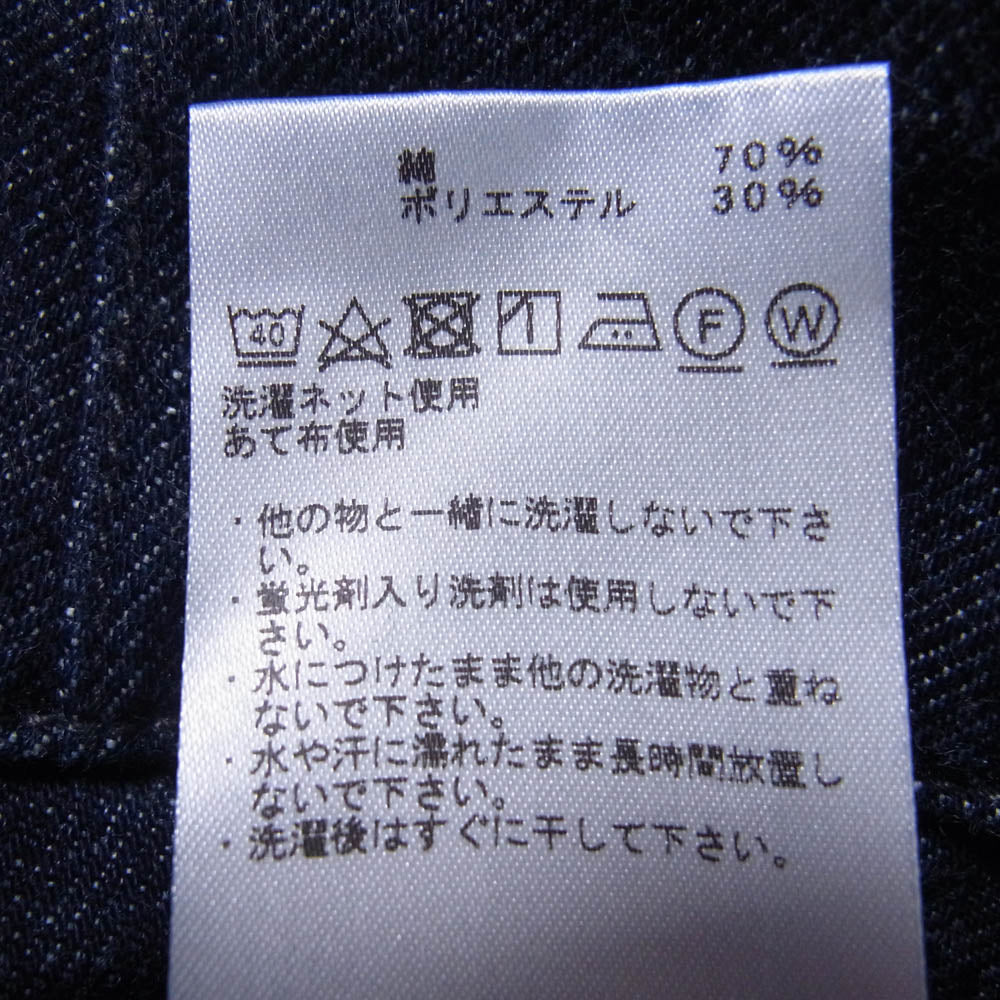 綿 70%
ポリエステル 30%
40 F W
洗濯ネット使用
あて布使用
・他の物と一緒に洗濯しないで下さ
い。
・蛍光剤入り洗剤は使用しないで下
さい。
・水につけたまま他の洗濯物と重ね
ないで下さい。
・水や汗に濡れたまま長時間放置し
ないで下さい。
・洗濯後はすぐに干して下さい。